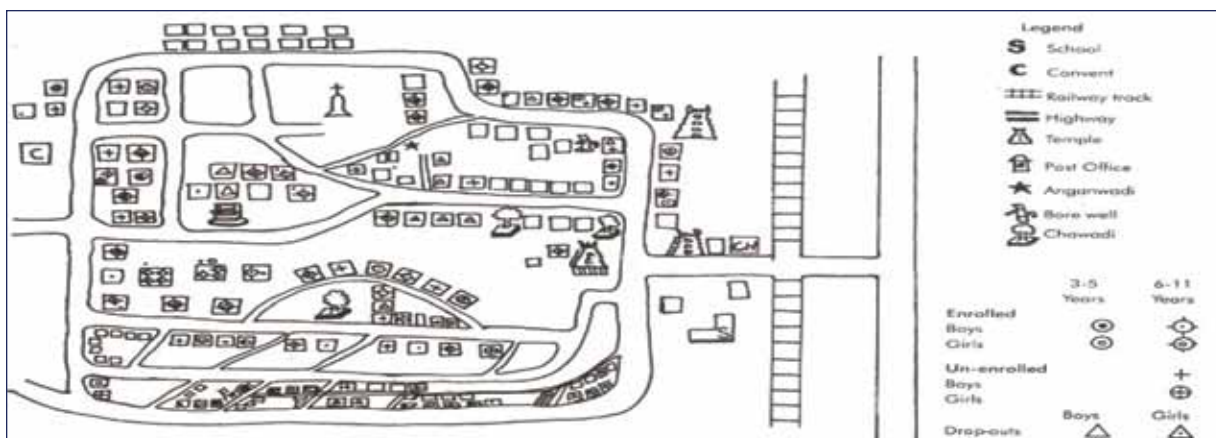 Legend
S School
C Convent
Railway track
Highway
Temple
Post Office
Anganwadi
Bore well
Chawadi
C
3-5 6-11
Years Years
Enrolled
Boys
Girls
Un-enrolled
Boys
Girls
Boys Girls
Drop-outs